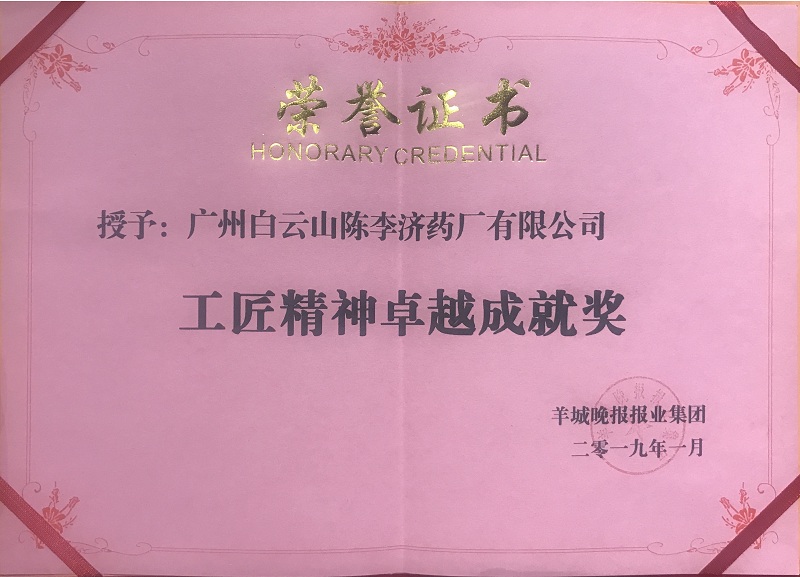 荣誉证书
HONORARY CREDENTIAL
授予：广州白云山陈李济药厂有限公司
工匠精神卓越成就奖
羊城晚报报业集团
二零一九年一月